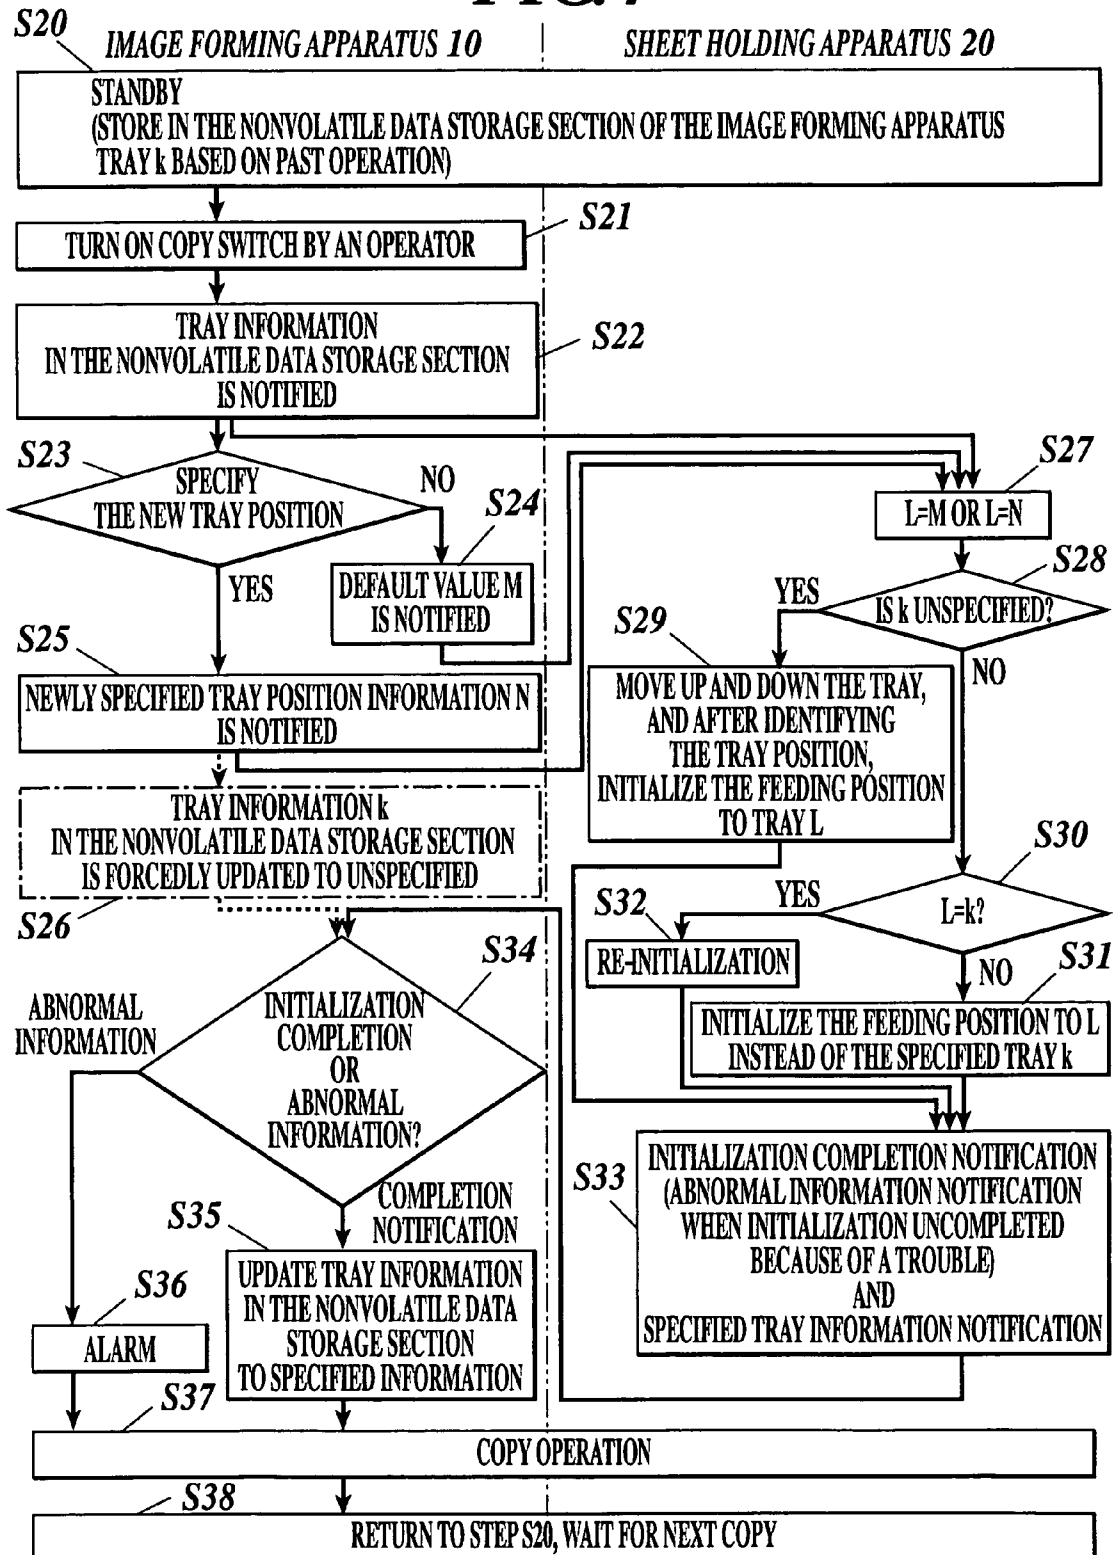 FIG. 7
S20
IMAGE FORMING APPARATUS 10
SHEET HOLDING APPARATUS 20
STANDBY
(STORE IN THE NONVOLATILE DATA STORAGE SECTION OF THE IMAGE FORMING APPARATUS
TRAY k BASED ON PAST OPERATION)
S21
TURN ON COPY SWITCH BY AN OPERATOR
TRAY INFORMATION
IN THE NONVOLATILE DATA STORAGE SECTION
IS NOTIFIED
S22
S23
SPECIFY
THE NEW TRAY POSITION
NO
YES
S24
DEFAULT VALUE M
IS NOTIFIED
S25
NEWLY SPECIFIED TRAY POSITION INFORMATION N
IS NOTIFIED
TRAY INFORMATION k
IN THE NONVOLATILE DATA STORAGE SECTION
IS FORCEDLY UPDATED TO UNSPECIFIED
S26
S27
L=M OR L=N
S28
IS k UNSPECIFIED?
YES
NO
S29
MOVE UP AND DOWN THE TRAY,
AND AFTER IDENTIFYING
THE TRAY POSITION,
INITIALIZE THE FEEDING POSITION
TO TRAY L
S30
L=k?
YES
NO
S32
RE-INITIALIZATION
S31
INITIALIZE THE FEEDING POSITION TO L
INSTEAD OF THE SPECIFIED TRAY k
S33
INITIALIZATION COMPLETION NOTIFICATION
(ABNORMAL INFORMATION NOTIFICATION
WHEN INITIALIZATION UNCOMPLETED
BECAUSE OF A TROUBLE)
AND
SPECIFIED TRAY INFORMATION NOTIFICATION
S34
INITIALIZATION
COMPLETION
OR
ABNORMAL
INFORMATION?
ABNORMAL
INFORMATION
COMPLETION
NOTIFICATION
S35
UPDATE TRAY INFORMATION
IN THE NONVOLATILE DATA
STORAGE SECTION
TO SPECIFIED INFORMATION
S36
ALARM
S37
COPY OPERATION
S38
RETURN TO STEP S20, WAIT FOR NEXT COPY